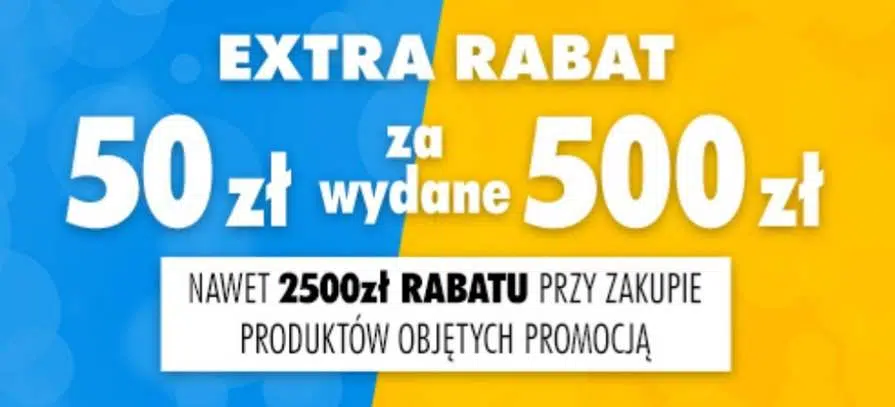 EXTRA RABAT
50 zł za wydane 500 zł
NAWET 2500zł RABATU PRZY ZAKUPIE
PRODUKTÓW OBJĘTYCH PROMOCJĄ